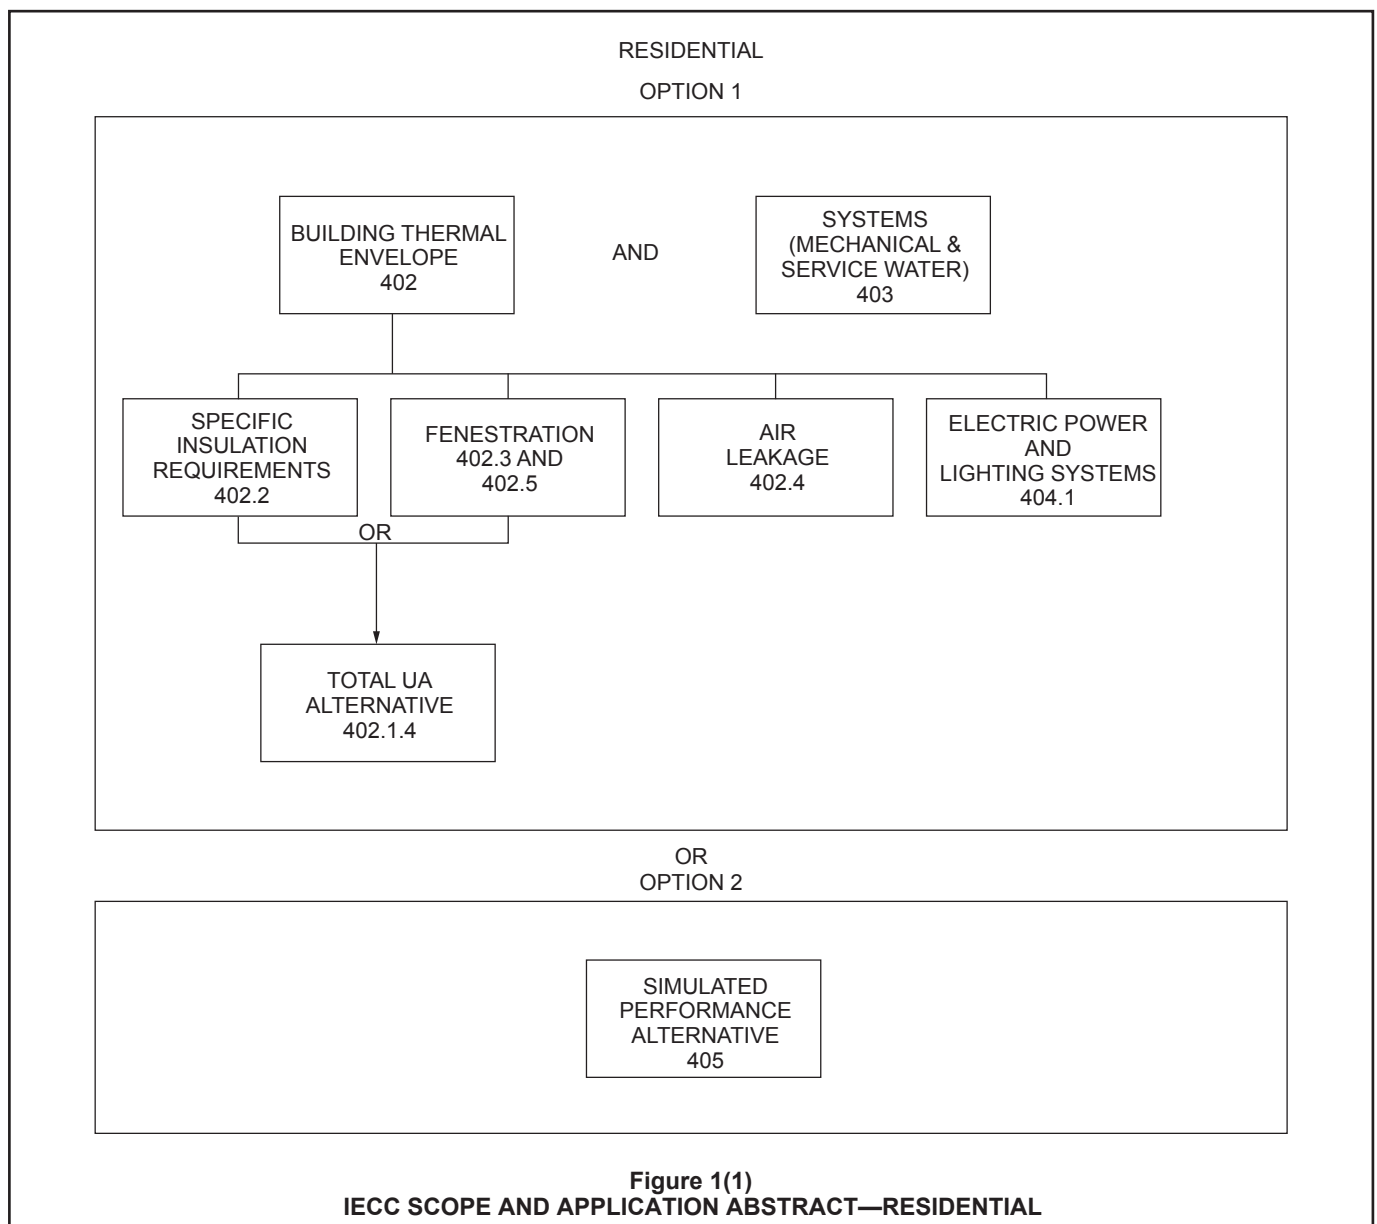 RESIDENTIAL
OPTION 1
BUILDING THERMAL
ENVELOPE
402
AND
SYSTEMS
(MECHANICAL &
SERVICE WATER)
403
SPECIFIC
INSULATION
REQUIREMENTS
402.2
FENESTRATION
402.3 AND
402.5
AIR
LEAKAGE
402.4
ELECTRIC POWER
AND
LIGHTING SYSTEMS
404.1
OR
TOTAL UA
ALTERNATIVE
402.1.4
OR
OPTION 2
SIMULATED
PERFORMANCE
ALTERNATIVE
405
Figure 1(1)
IECC SCOPE AND APPLICATION ABSTRACT—RESIDENTIAL